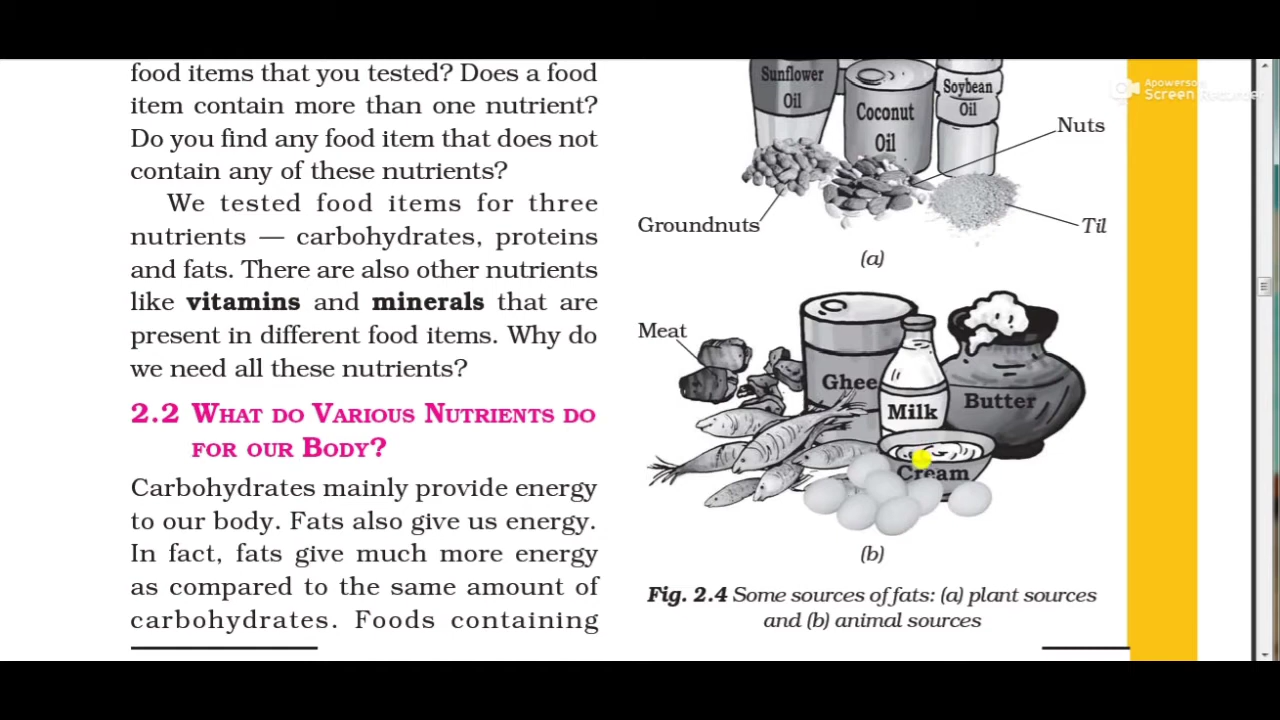 food items that you tested? Does a food
item contain more than one nutrient?
Do you find any food item that does not
contain any of these nutrients?
We tested food items for three
nutrients — carbohydrates, proteins
and fats. There are also other nutrients
like vitamins and minerals that are
present in different food items. Why do
we need all these nutrients?
2.2 WHAT DO VARIOUS NUTRIENTS DO
FOR OUR BODY?
Carbohydrates mainly provide energy
to our body. Fats also give us energy.
In fact, fats give much more energy
as compared to the same amount of
carbohydrates. Foods containing
Sunflower
Oil
Coconut
Oil
Soybean
Oil
Nuts
Groundnuts
Til
(a)
Meat
Ghee
Milk
Butter
Cream
(b)
Fig. 2.4 Some sources of fats: (a) plant sources
and (b) animal sources
Apowersoft
Screen Recorder